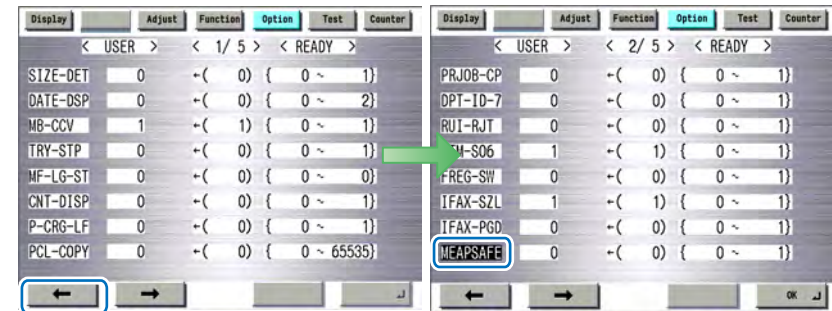 Display Adjust Function Option Test Counter
< USER > < 1/ 5 > < READY >
SIZE-DET 0 ←( 0) { 0 ~ 1}
DATE-DSP 0 ←( 0) { 0 ~ 2}
MB-CCV 1 ←( 1) { 0 ~ 1}
TRY-STP 0 ←( 0) { 0 ~ 1}
MF-LG-ST 0 ←( 0) { 0 ~ 0}
CNT-DISP 0 ←( 0) { 0 ~ 1}
P-CRG-LF 0 ←( 0) { 0 ~ 1}
PCL-COPY 0 ←( 0) { 0 ~ 65535}
← →
Display Adjust Function Option Test Counter
< USER > < 2/ 5 > < READY >
PRJOB-CP 0 ←( 0) { 0 ~ 1}
DPT-ID-7 0 ←( 0) { 0 ~ 1}
RUI-RJT 0 ←( 0) { 0 ~ 1}
M-SO6 1 ←( 1) { 0 ~ 1}
FREG-SW 0 ←( 0) { 0 ~ 1}
IFAX-SZL 1 ←( 1) { 0 ~ 1}
IFAX-PGD 0 ←( 0) { 0 ~ 1}
MEAPSAFE 0 ←( 0) { 0 ~ 1}
← → OK